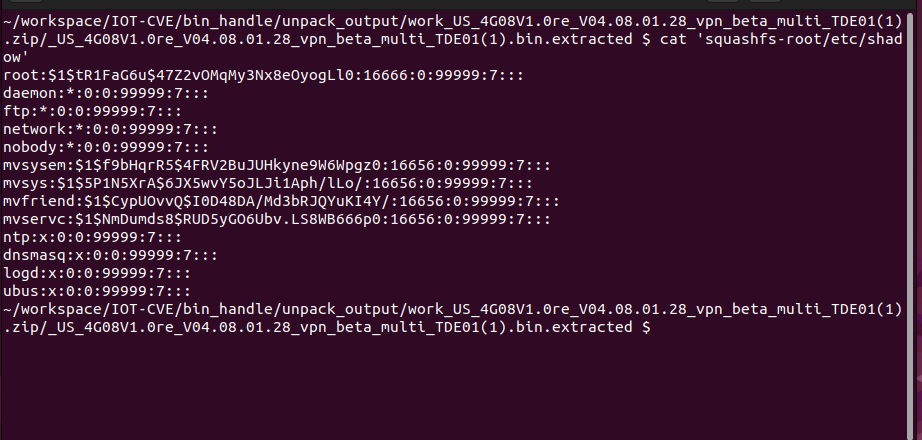 ~/workspace/IOT-CVE/bin_handle/unpack_output/work_US_4G08V1.0re_V04.08.01.28_vpn_beta_multi_TDE01(1)
.zip/_US_4G08V1.0re_V04.08.01.28_vpn_beta_multi_TDE01(1).bin.extracted $ cat 'squashfs-root/etc/shad
ow'
root:$1$tR1FaG6u$47Z2vOMqMy3Nx8eOyogLl0:16666:0:99999:7:::
daemon:*:0:0:99999:7:::
ftp:*:0:0:99999:7:::
network:*:0:0:99999:7:::
nobody:*:0:0:99999:7:::
mvsysem:$1$f9bHqrR5$4FRV2BuJUHkyne9W6Wpgz0:16656:0:99999:7:::
mvsys:$1$5P1N5XrA$6JX5wvY5oJLJi1Aph/lLo/:16656:0:99999:7:::
mvfriend:$1$CypUOvvQ$I0D48DA/Md3bRJQYuKI4Y/:16656:0:99999:7:::
mvservc:$1$NmDumds8$RUD5yGO6Ubv.LS8WB666p0:16656:0:99999:7:::
ntp:x:0:0:99999:7:::
dnsmasq:x:0:0:99999:7:::
logd:x:0:0:99999:7:::
ubus:x:0:0:99999:7:::
~/workspace/IOT-CVE/bin_handle/unpack_output/work_US_4G08V1.0re_V04.08.01.28_vpn_beta_multi_TDE01(1)
.zip/_US_4G08V1.0re_V04.08.01.28_vpn_beta_multi_TDE01(1).bin.extracted $